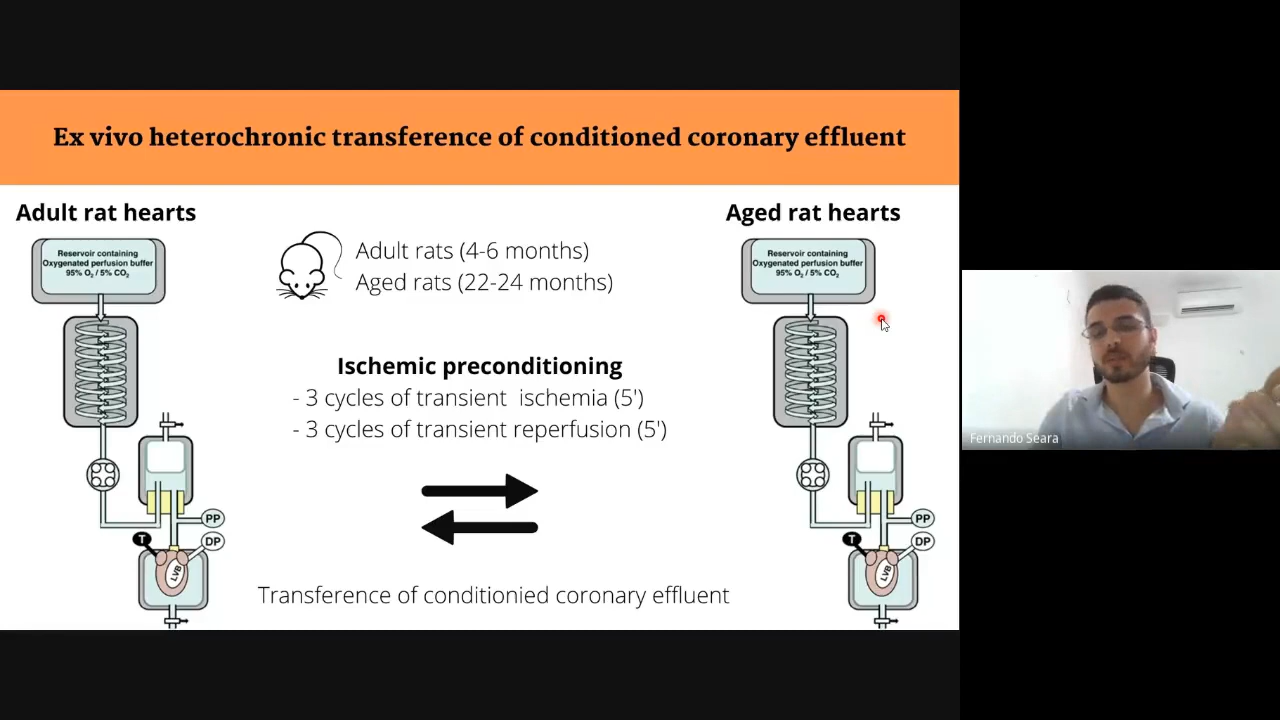 Ex vivo heterochronic transference of conditioned coronary effluent
Adult rat hearts
Reservoir containing
Oxygenated perfusion buffer
95% O₂ / 5% CO₂
PP
T
DP
LVB
Adult rats (4-6 months)
Aged rats (22-24 months)
Ischemic preconditioning
- 3 cycles of transient ischemia (5')
- 3 cycles of transient reperfusion (5')
Transference of conditionied coronary effluent
Aged rat hearts
Reservoir containing
Oxygenated perfusion buffer
95% O₂ / 5% CO₂
PP
T
DP
LVB
Fernando Seara